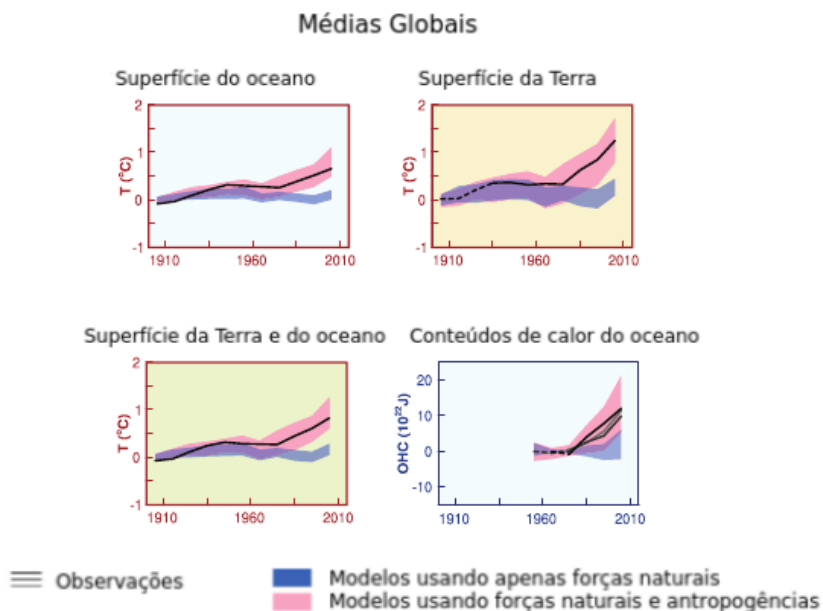 Médias Globais
Superfície do oceano
Superfície da Terra
2
1
0
-1
T (°C)
1910 1960 2010
2
1
0
-1
T (°C)
1910 1960 2010
Superfície da Terra e do oceano
Conteúdos de calor do oceano
2
1
0
-1
T (°C)
1910 1960 2010
20
10
0
-10
OHC (10²²J)
1910 1960 2010
Observações
Modelos usando apenas forças naturais
Modelos usando forças naturais e antropogências